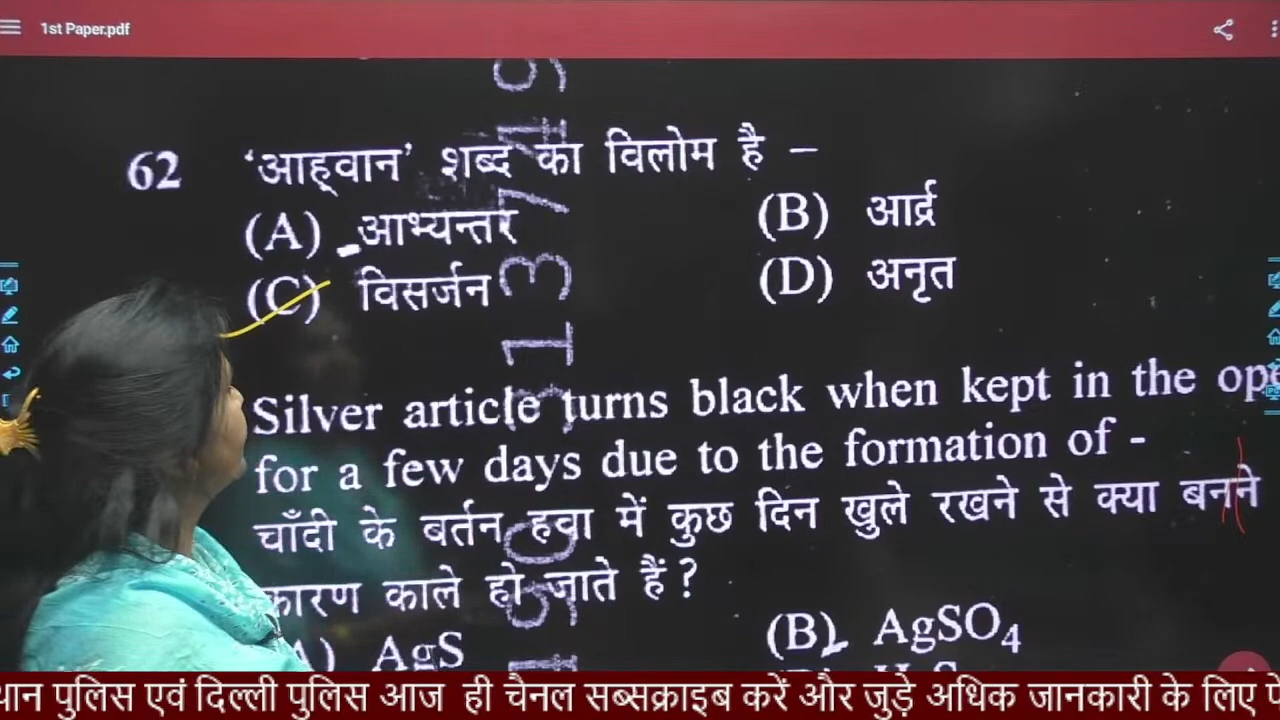 1st Paper.pdf
62 'आह्वान' शब्द का विलोम है –
(A) आभ्यन्तर (B) आर्द्र
(C) विसर्जन (D) अनृत
Silver article turns black when kept in the
for a few days due to the formation of -
चाँदी के बर्तन हवा में कुछ दिन खुले रखने से क्या बनने
कारण काले हो जाते हैं ?
AgS (B) AgSO₄
पुलिस एवं दिल्ली पुलिस आज ही चैनल सब्सक्राइब करें और जुड़े अधिक जानकारी के लिए